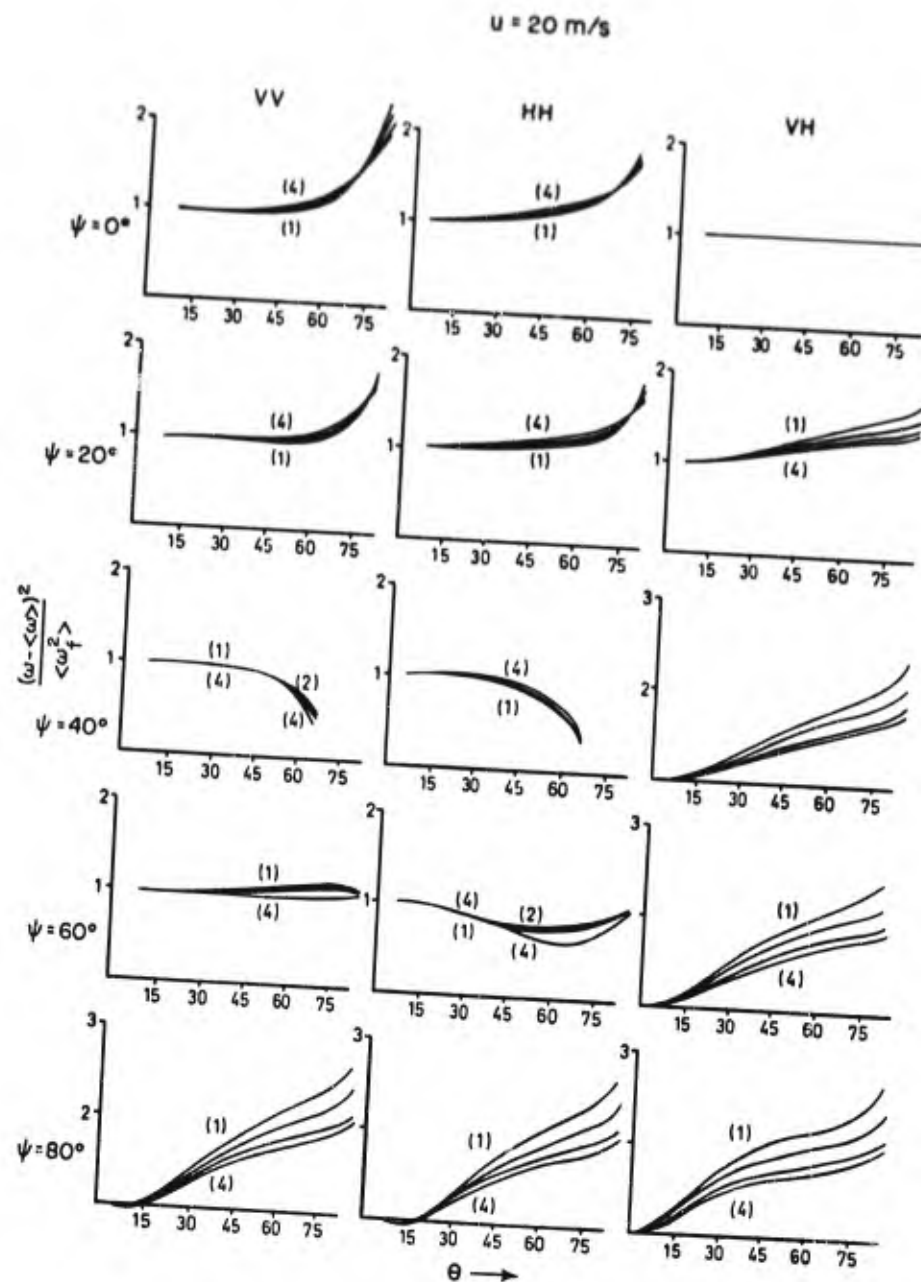 u = 20 m/s
VV HH VH
ψ = 0°
2 1 (4) (1) 15 30 45 60 75
2 1 (4) (1) 15 30 45 60 75
2 1 15 30 45 60 75
ψ = 20°
2 1 (4) (1) 15 30 45 60 75
2 1 (4) (1) 15 30 45 60 75
2 1 (1) (4) 15 30 45 60 75
(ω-<ω>)²
<ω_f²>
ψ = 40°
2 1 (1) (4) (2) (4) 15 30 45 60 75
2 1 (4) (1) 15 30 45 60 75
3 2 15 30 45 60 75
ψ = 60°
2 1 (1) (4) 15 30 45 60 75
2 1 (4) (1) (2) (4) 15 30 45 60 75
3 (1) (4) 15 30 45 60 75
ψ = 80°
3 2 (1) (4) 15 30 45 60 75
3 (1) (4) 15 30 45 60 75
3 (1) (4) 15 30 45 60 75
θ →